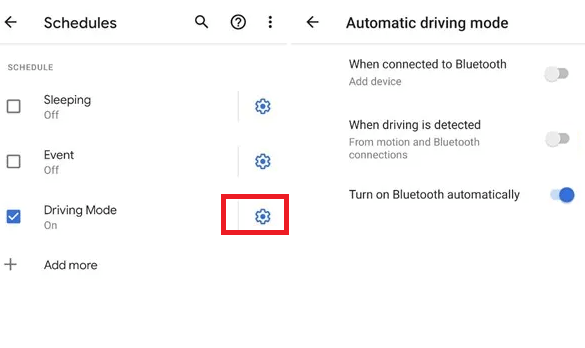 Schedules
SCHEDULE
Sleeping
Off
Event
Off
Driving Mode
On
Add more
Automatic driving mode
When connected to Bluetooth
Add device
When driving is detected
From motion and Bluetooth
connections
Turn on Bluetooth automatically